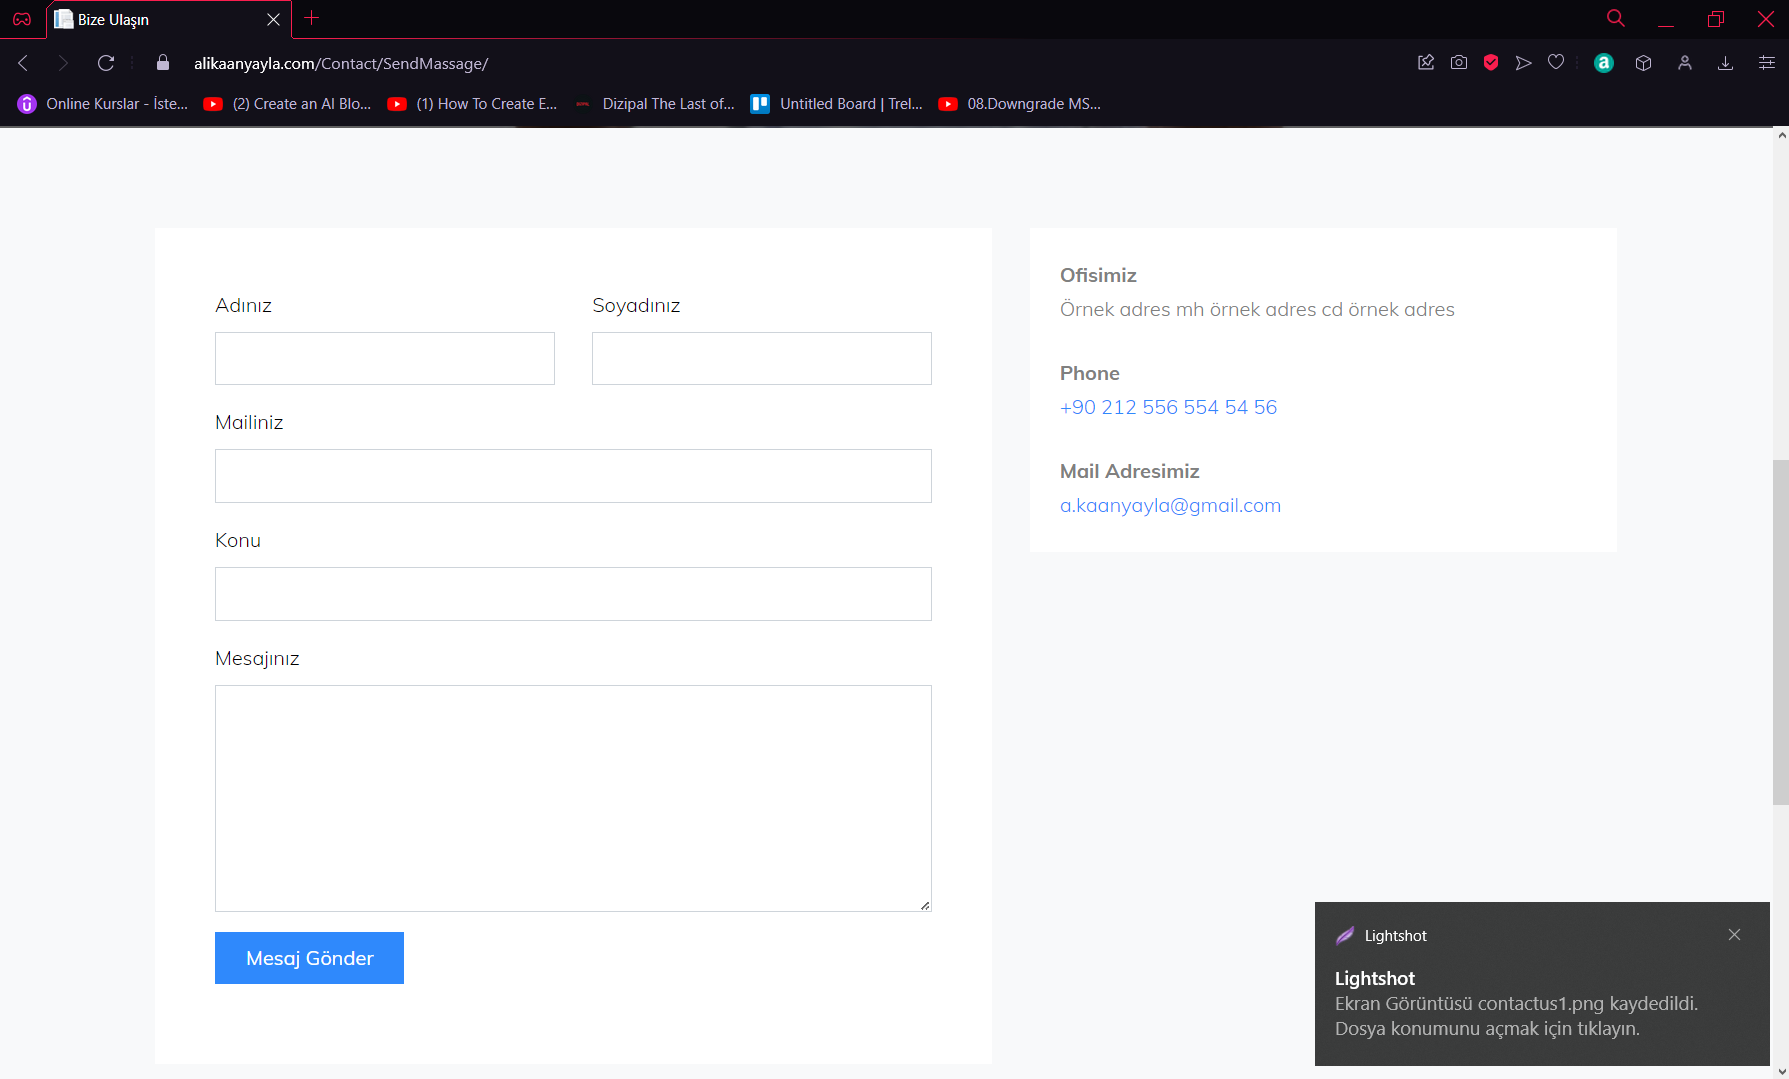 Bize Ulaşın
alikaanyayla.com/Contact/SendMassage/
Online Kurslar - İste...
(2) Create an AI Blo...
(1) How To Create E...
Dizipal The Last of...
Untitled Board | Trel...
08.Downgrade MS...
Adınız
Soyadınız
Mailiniz
Konu
Mesajınız
Mesaj Gönder
Ofisimiz
Örnek adres mh örnek adres cd örnek adres
Phone
+90 212 556 554 54 56
Mail Adresimiz
a.kaanyayla@gmail.com
Lightshot
Lightshot
Ekran Görüntüsü contactus1.png kaydedildi.
Dosya konumunu açmak için tıklayın.